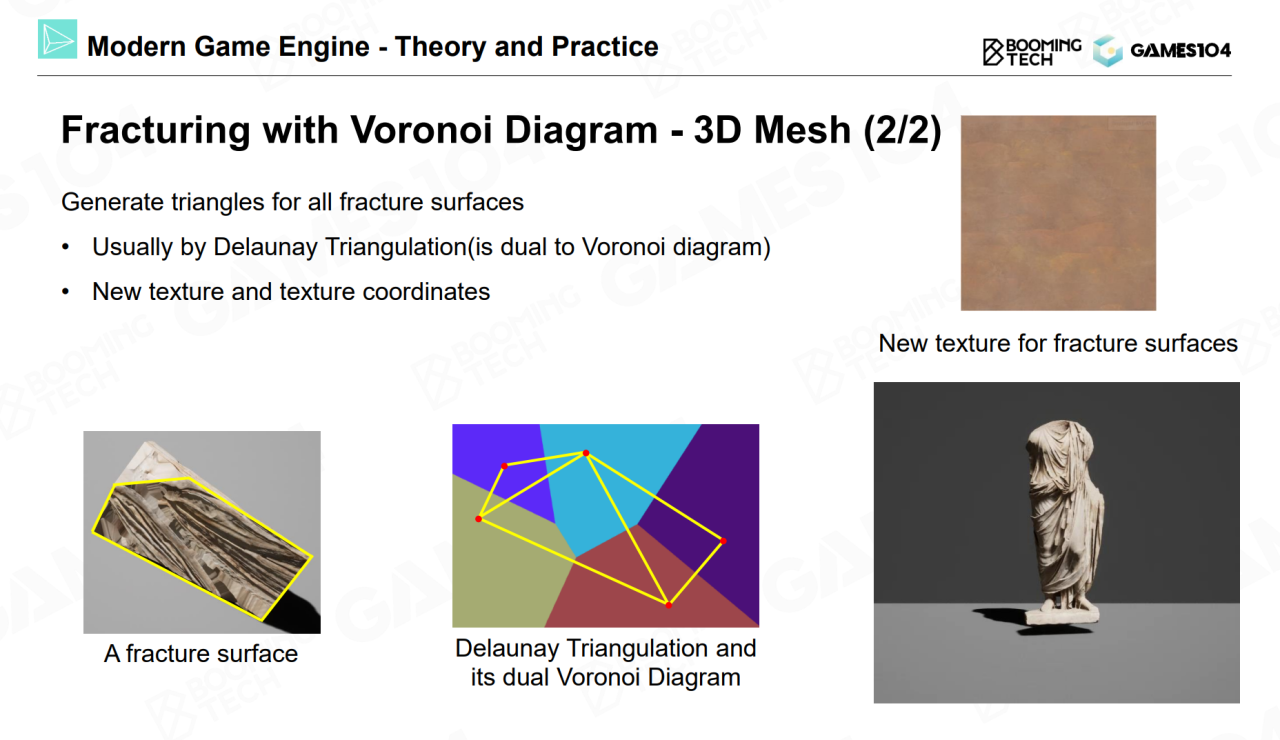 Modern Game Engine - Theory and Practice
BOOMING
TECH
GAMES104
Fracturing with Voronoi Diagram - 3D Mesh (2/2)
Generate triangles for all fracture surfaces
• Usually by Delaunay Triangulation(is dual to Voronoi diagram)
• New texture and texture coordinates
New texture for fracture surfaces
A fracture surface
Delaunay Triangulation and
its dual Voronoi Diagram